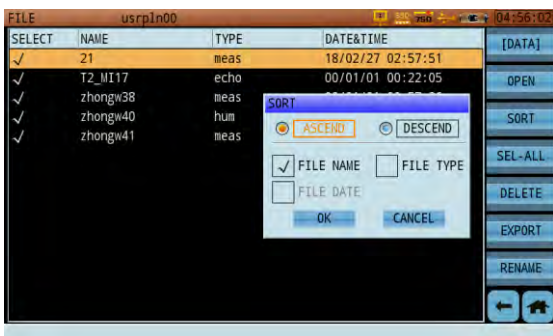 FILE usrpln00 750 04:56:02
SELECT NAME TYPE DATE&TIME [DATA]
✓ 21 meas 18/02/27 02:57:51
✓ T2_MI17 echo 00/01/01 00:22:05 OPEN
✓ zhongw38 meas
✓ zhongw40 hum
✓ zhongw41 meas
SORT
ASCEND DESCEND
✓ FILE NAME FILE TYPE
FILE DATE
OK CANCEL
SORT
SEL-ALL
DELETE
EXPORT
RENAME